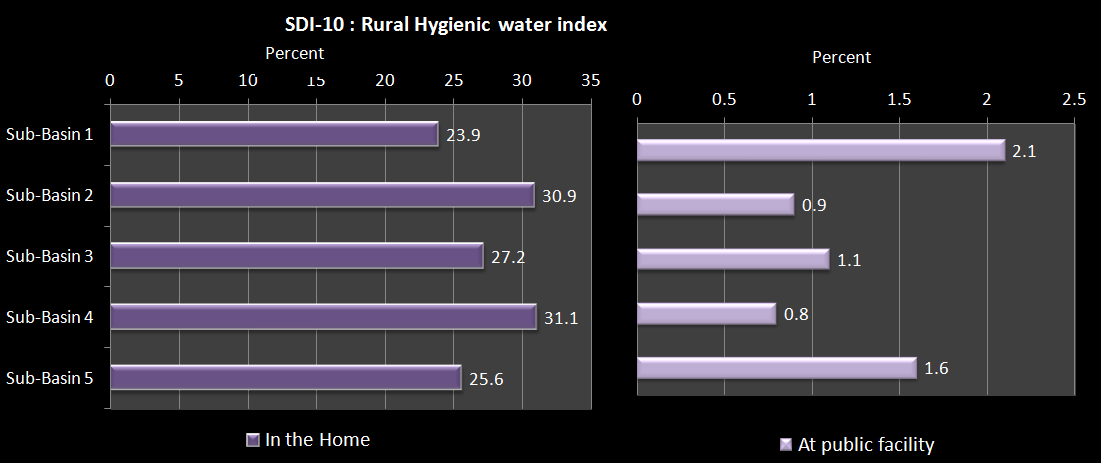 SDI-10 : Rural Hygienic water index
Percent
0 5 10 15 20 25 30 35
Sub-Basin 1 23.9
Sub-Basin 2 30.9
Sub-Basin 3 27.2
Sub-Basin 4 31.1
Sub-Basin 5 25.6
In the Home
Percent
0 0.5 1 1.5 2 2.5
2.1
0.9
1.1
0.8
1.6
At public facility